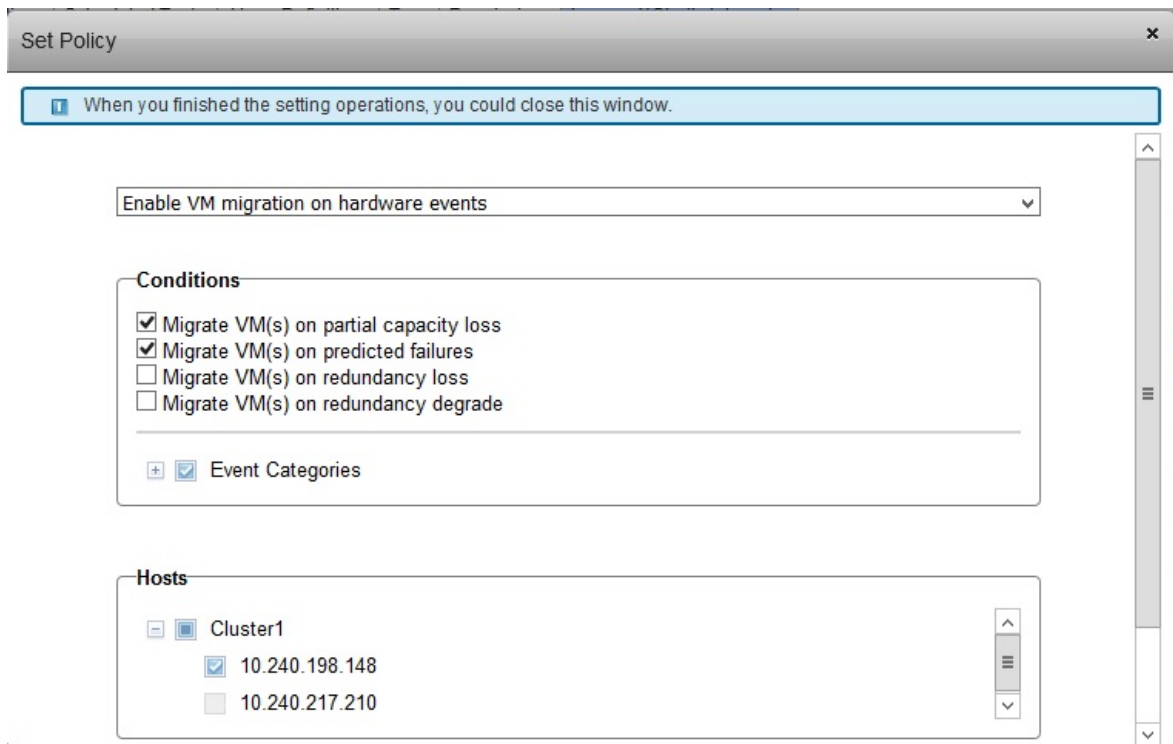 Set Policy
When you finished the setting operations, you could close this window.
Enable VM migration on hardware events
Conditions
Migrate VM(s) on partial capacity loss
Migrate VM(s) on predicted failures
Migrate VM(s) on redundancy loss
Migrate VM(s) on redundancy degrade
Event Categories
Hosts
Cluster1
10.240.198.148
10.240.217.210